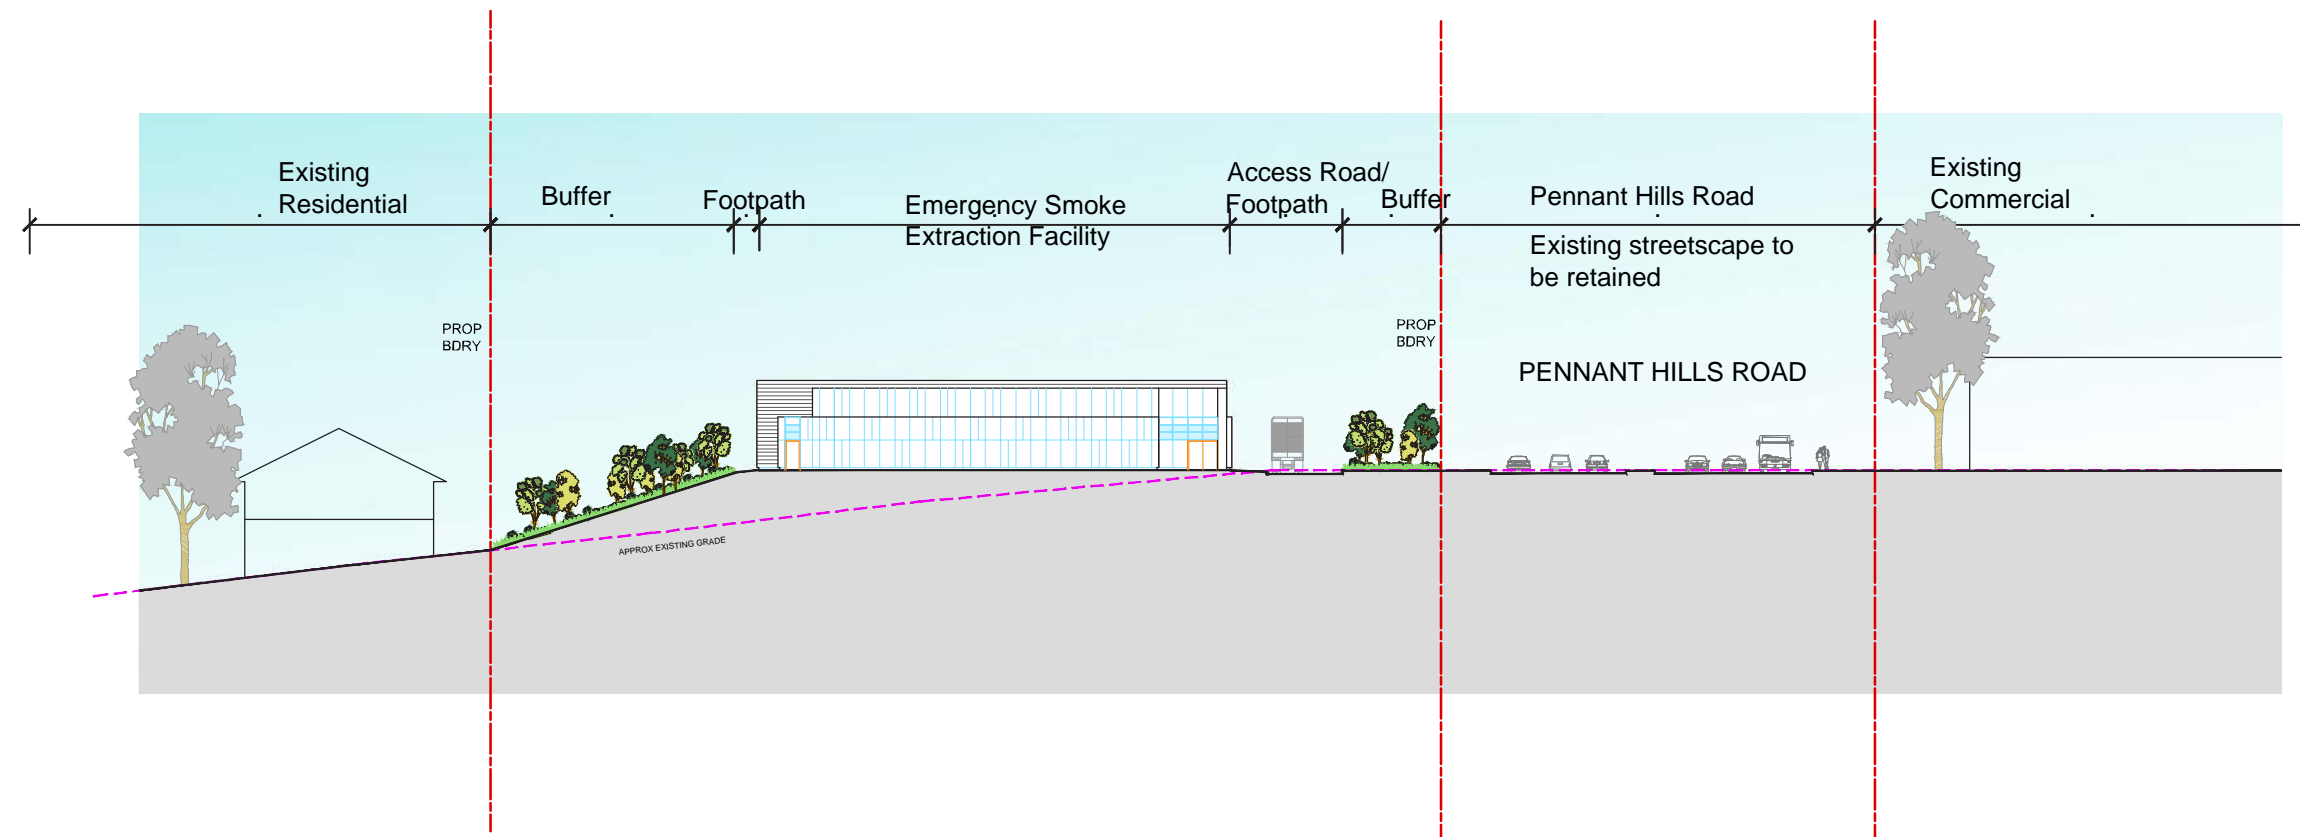 Existing
Residential
Buffer
Footpath
Emergency Smoke
Extraction Facility
Access Road/
Footpath
Buffer
Pennant Hills Road
Existing streetscape to
be retained
Existing
Commercial
PROP
BDRY
PROP
BDRY
PENNANT HILLS ROAD
APPROX EXISTING GRADE